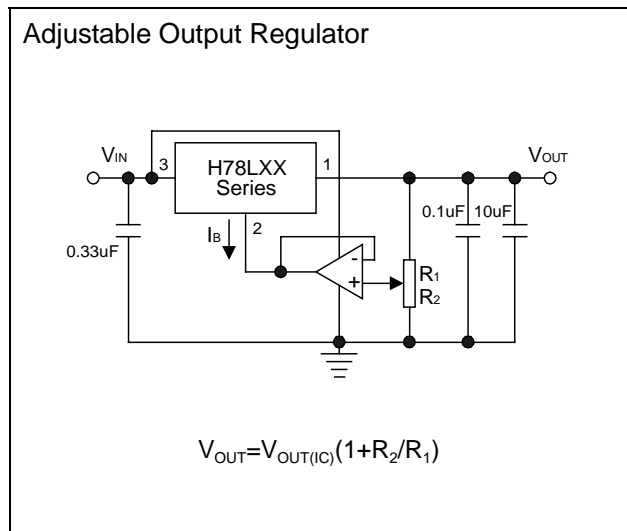 Adjustable Output Regulator
VIN
3
H78LXX
Series
1
VOUT
0.33uF
IB
2
-
+
R1
R2
0.1uF
10uF
VOUT=VOUT(IC)(1+R2/R1)